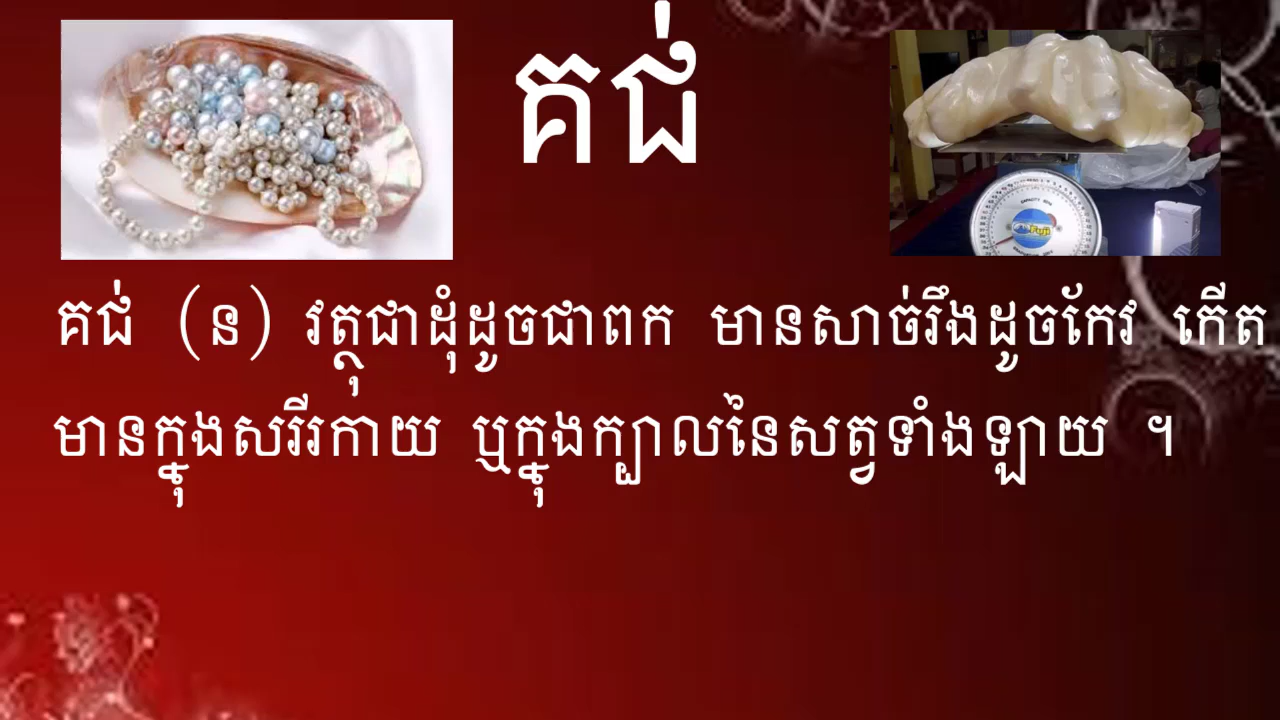 គជ់
គជ់ (ន) វត្ថុជាដុំដូចជាពក មានសាច់រឹងដូចកែវ កើត
មានក្នុងសរីរកាយ ឬក្នុងក្បាលនៃសត្វទាំងឡាយ ។